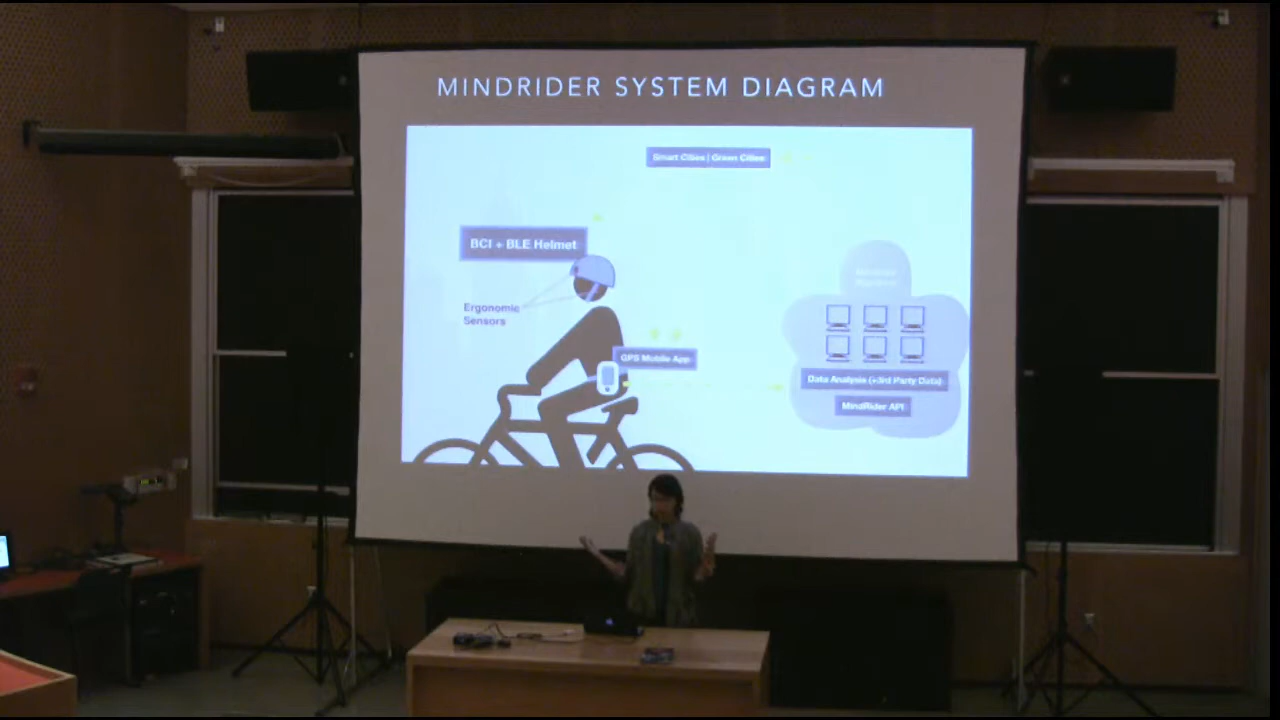 MINDRIDER SYSTEM DIAGRAM
Smart Cities | Green Cities
BCI + BLE Helmet
Ergonomic
Sensors
GPS Mobile App
Data Analysis (+3rd Party Data)
MindRider API